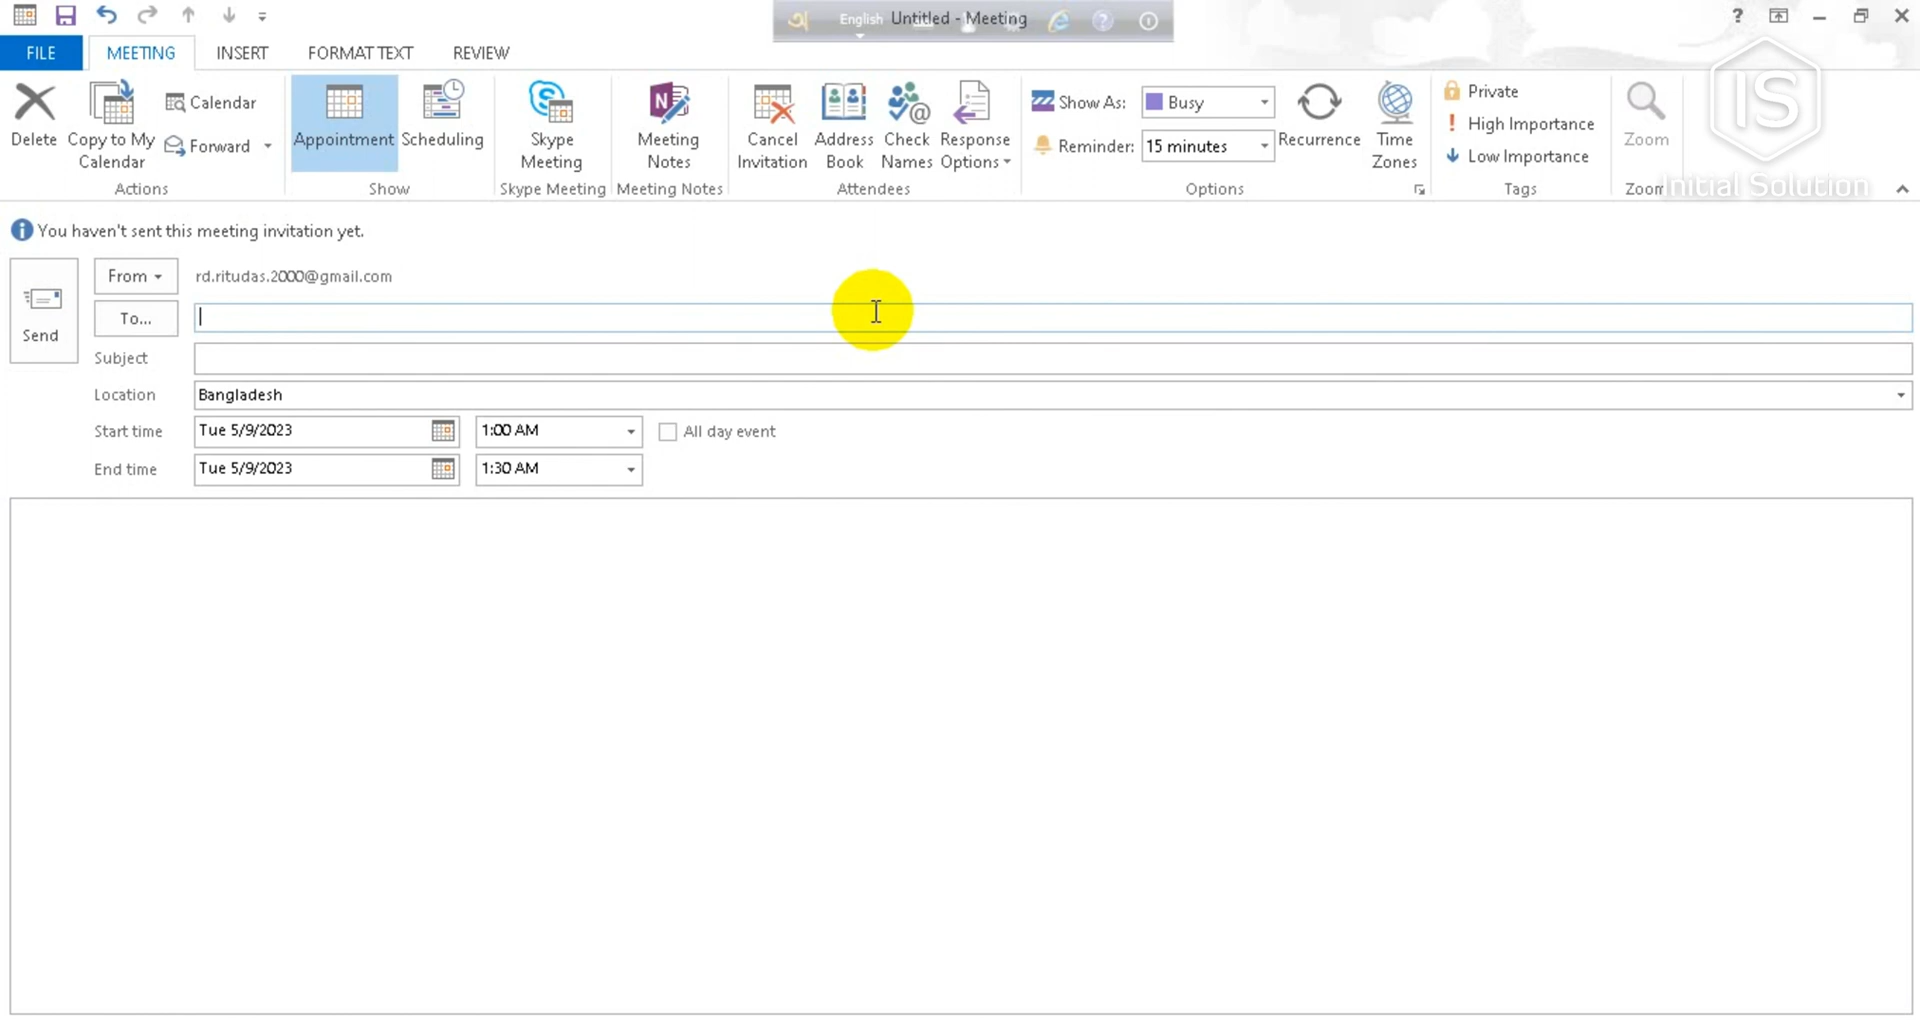 অ English Untitled - Meeting
FILE MEETING INSERT FORMAT TEXT REVIEW
Delete
Copy to My Calendar
Calendar
Forward
Actions
Appointment
Scheduling
Show
Skype Meeting
Skype Meeting
Meeting Notes
Meeting Notes
Cancel Invitation
Address Book
Check Names
Response Options
Attendees
Show As: Busy
Reminder: 15 minutes
Recurrence
Time Zones
Options
Private
High Importance
Low Importance
Tags
Zoom
Zoom
IS
Initial Solution
You haven't sent this meeting invitation yet.
Send
From rd.ritudas.2000@gmail.com
To...
Subject
Location Bangladesh
Start time Tue 5/9/2023 1:00 AM All day event
End time Tue 5/9/2023 1:30 AM